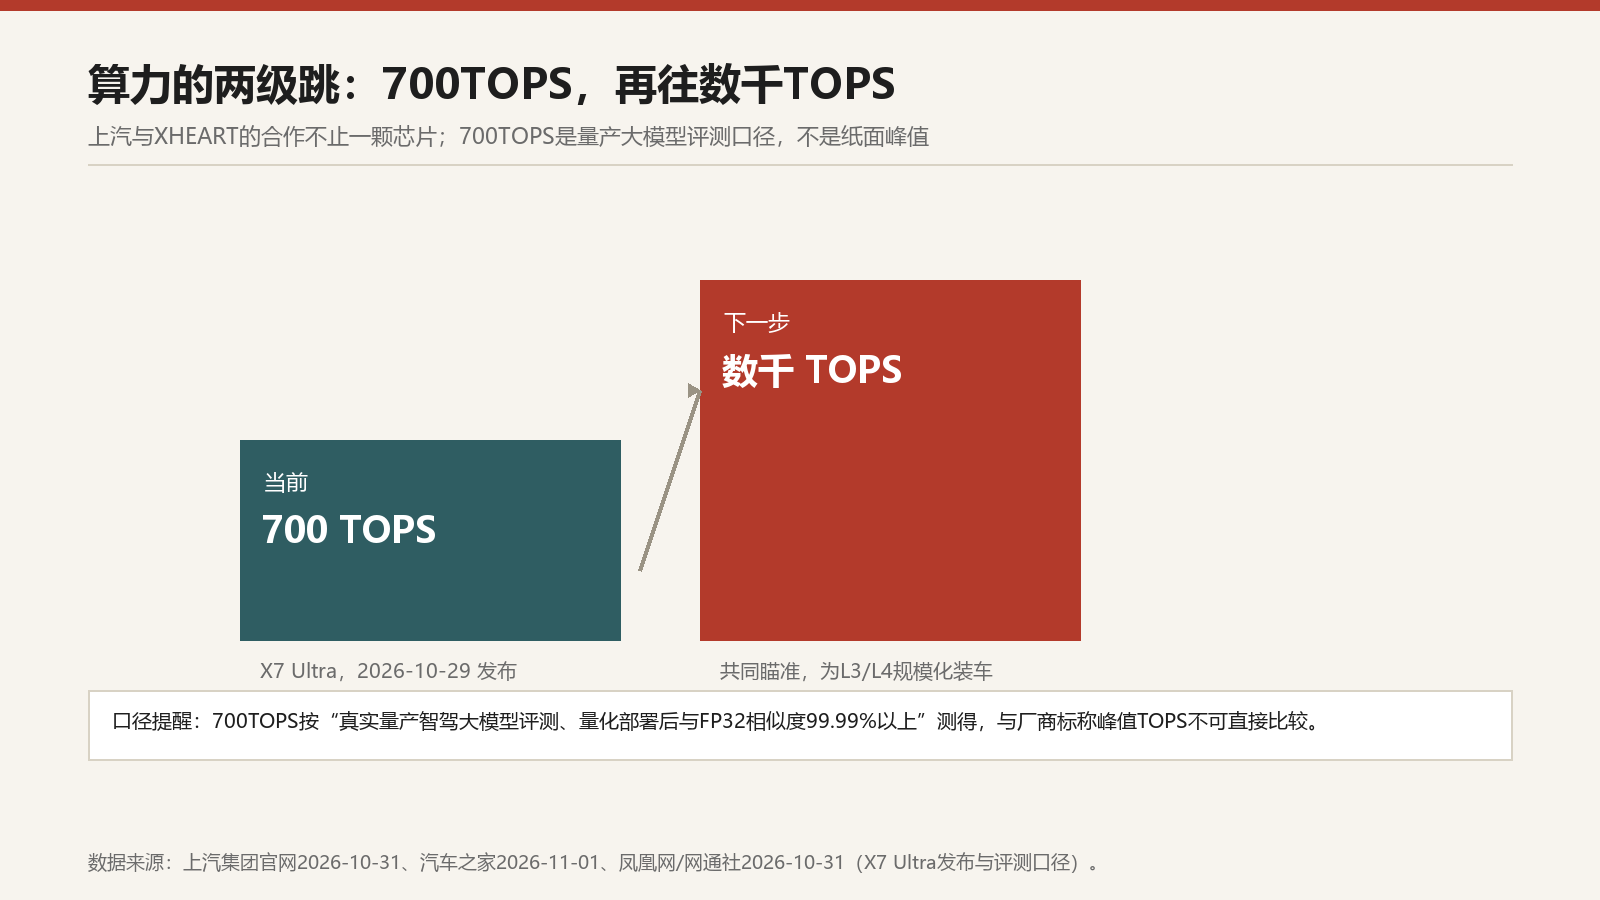 算力的两级跳：700TOPS，再往数千TOPS
上汽与XHEART的合作不止一颗芯片；700TOPS是量产大模型评测口径，不是纸面峰值
下一步
数千 TOPS
当前
700 TOPS
X7 Ultra，2026-10-29 发布
共同瞄准，为L3/L4规模化装车
口径提醒：700TOPS按“真实量产智驾大模型评测、量化部署后与FP32相似度99.99%以上”测得，与厂商标称峰值TOPS不可直接比较。
数据来源：上汽集团官网2026-10-31、汽车之家2026-11-01、凤凰网/网通社2026-10-31（X7 Ultra发布与评测口径）。